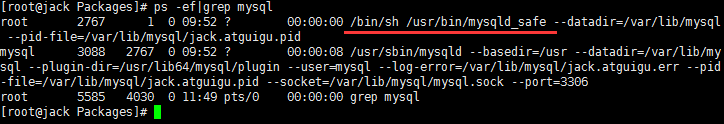 [root@jack Packages]# ps -ef|grep mysql
root      2767     1  0 09:52 ?        00:00:00 /bin/sh /usr/bin/mysqld_safe --datadir=/var/lib/mysql
 --pid-file=/var/lib/mysql/jack.atguigu.pid
mysql     3088  2767  0 09:52 ?        00:00:08 /usr/sbin/mysqld --basedir=/usr --datadir=/var/lib/my
sql --plugin-dir=/usr/lib64/mysql/plugin --user=mysql --log-error=/var/lib/mysql/jack.atguigu.err --pid
-file=/var/lib/mysql/jack.atguigu.pid --socket=/var/lib/mysql/mysql.sock --port=3306
root      5585  4030  0 11:49 pts/0    00:00:00 grep mysql
[root@jack Packages]#